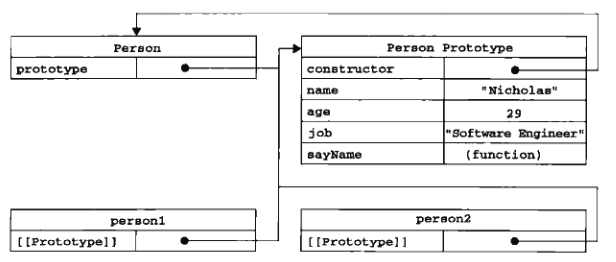 Person
prototype
Person Prototype
constructor
name "Nicholas"
age 29
job "Software Engineer"
sayName (function)
person1
[[Prototype]]
person2
[[Prototype]]